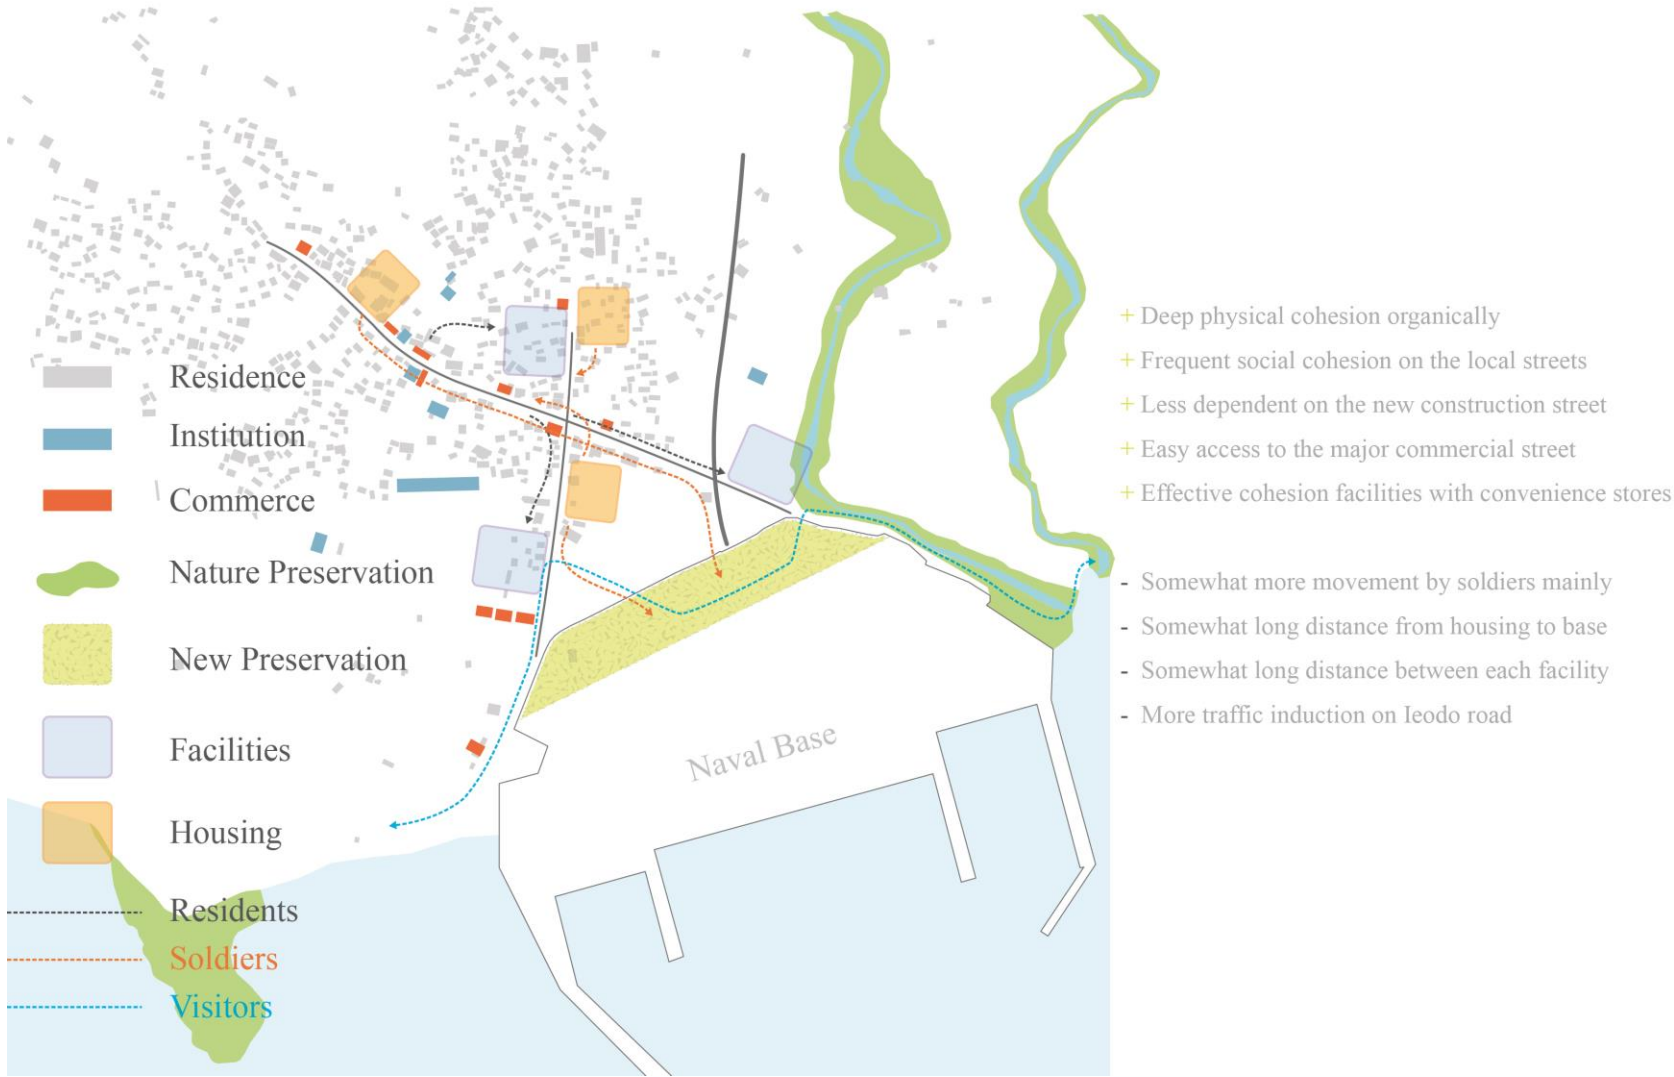 Residence
Institution
Commerce
Nature Preservation
New Preservation
Facilities
Housing
Residents
Soldiers
Visitors
Naval Base
+ Deep physical cohesion organically
+ Frequent social cohesion on the local streets
+ Less dependent on the new construction street
+ Easy access to the major commercial street
+ Effective cohesion facilities with convenience stores
- Somewhat more movement by soldiers mainly
- Somewhat long distance from housing to base
- Somewhat long distance between each facility
- More traffic induction on Ieodo road